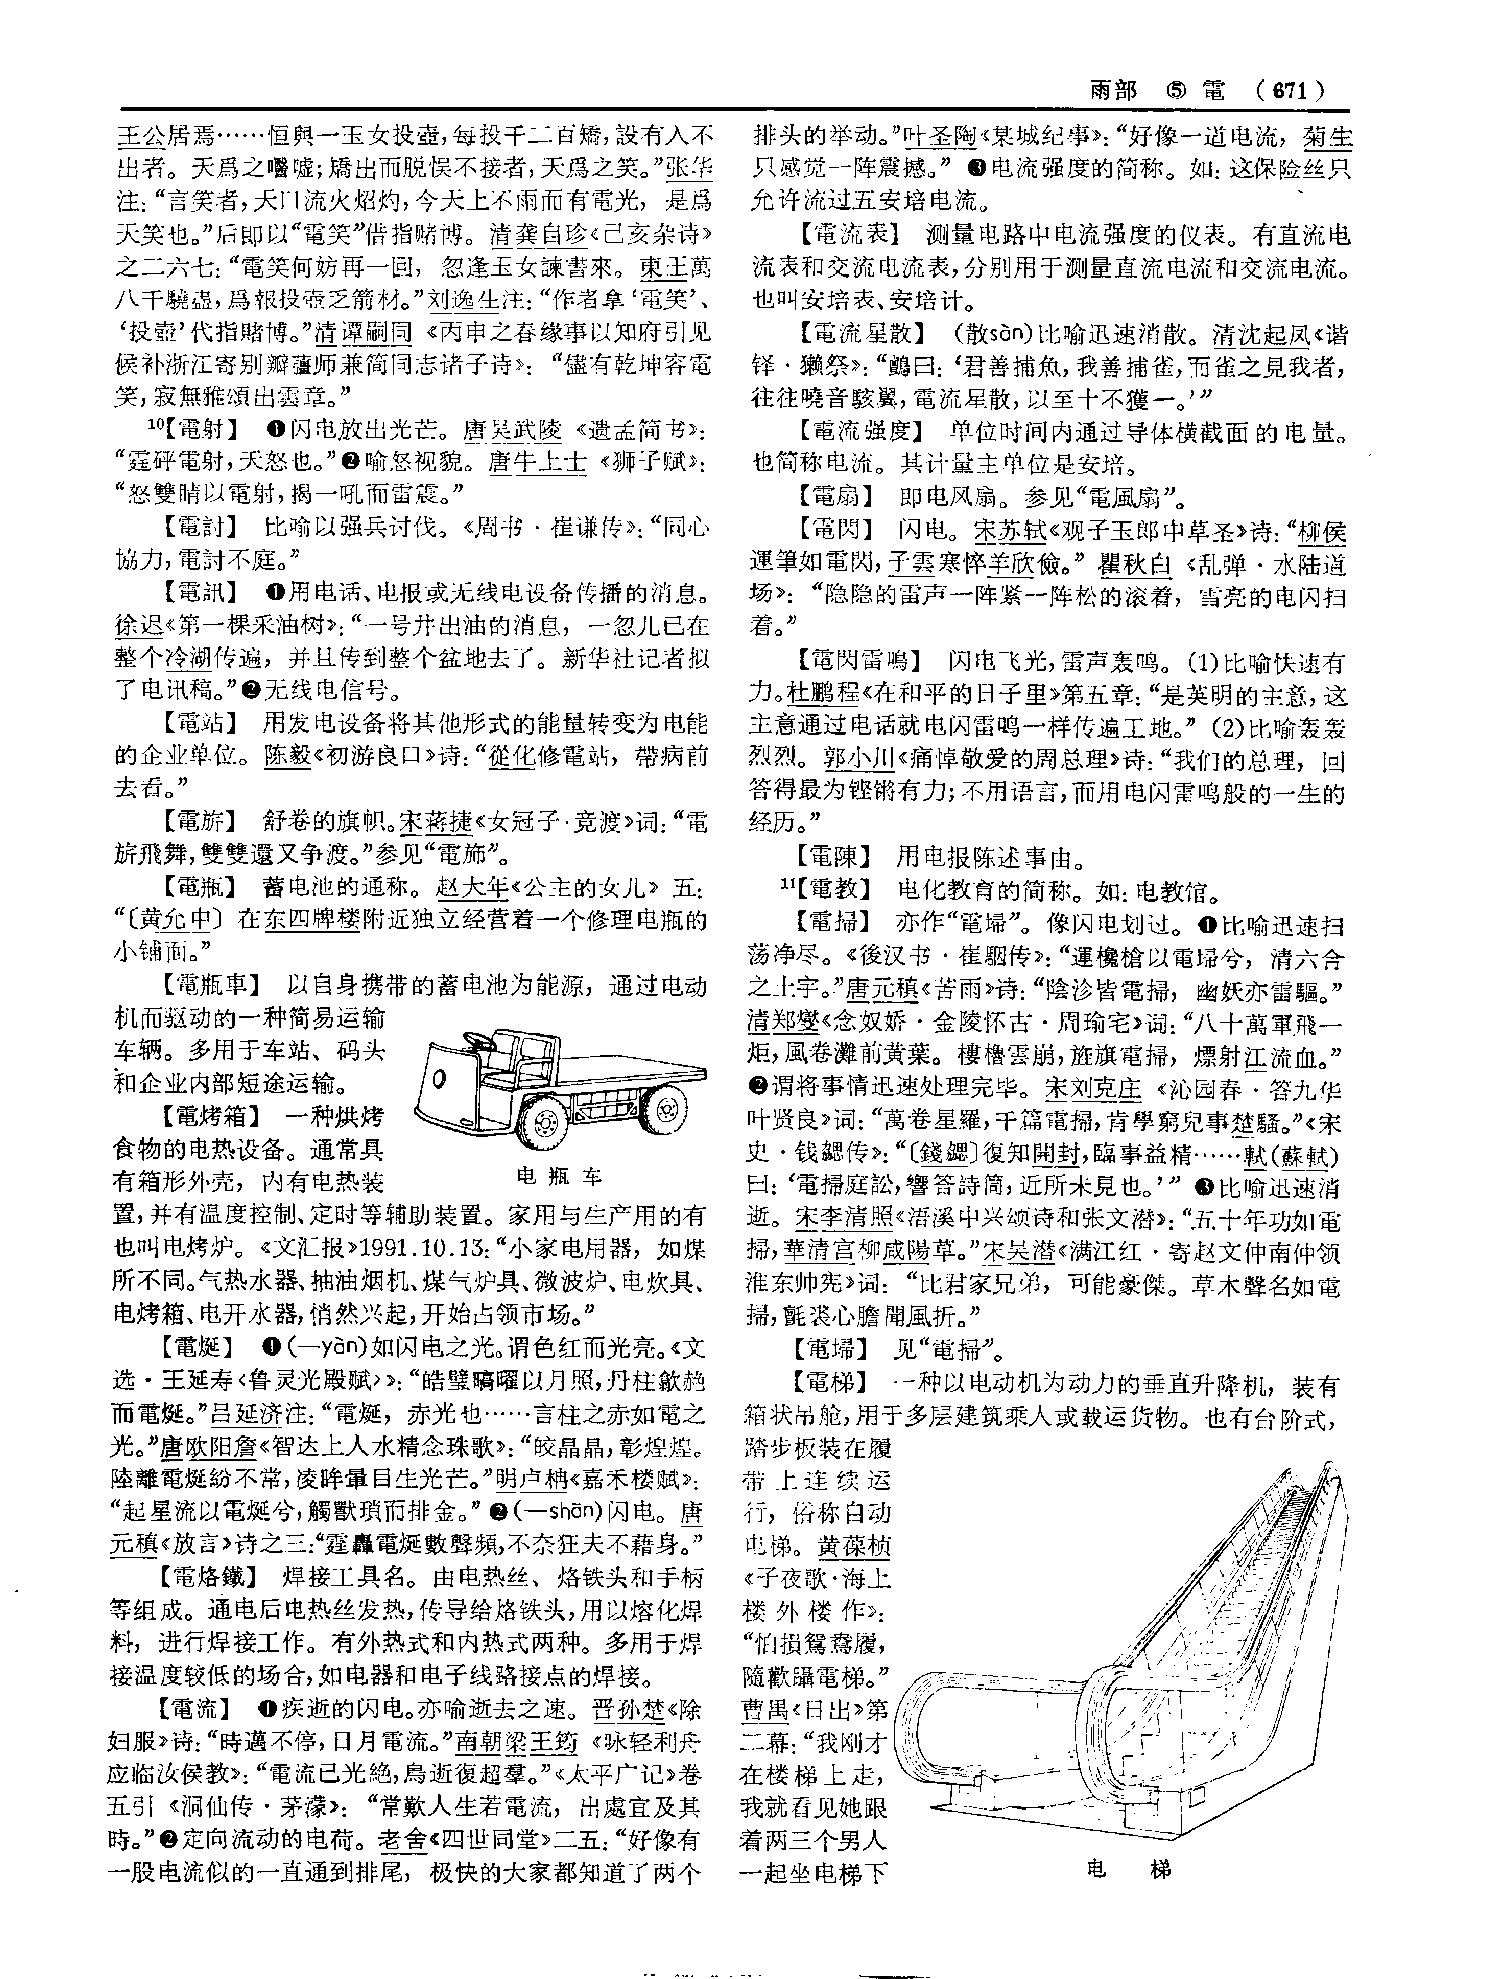 雨部 ⑤ 電 (671)
王公居焉……恒與一玉女投壺,每投千二百矯,設有入不
出者。天爲之㘊嘘;矯出而脱悮不接者,天爲之笑。”张华
注:“言笑者,天门流火炤灼,今天上不雨而有電光, 是爲
天笑也。”后即以“電笑”借指赌博。清龚自珍《己亥杂诗》
之二六七:“電笑何妨再一回, 忽逢玉女諫書來。東王萬
八千驍盡,爲報投壺乏箭材。”刘逸生注:“作者拿‘電笑’、
‘投壺’代指賭博。”清谭嗣同《丙申之春缘事以知府引见
候补浙江寄别瓣薑师兼简同志诸子诗》: “儘有乾坤容電
笑,寂無雅頌出雲章。”
10【電射】 ❶闪电放出光芒。唐吴武陵《遗孟简书》:
“霆砰電射,天怒也。”❷喻怒视貌。唐牛上士《狮子赋》:
“怒雙睛以電射,揭一吼而雷震。”
【電討】 比喻以强兵讨伐。《周书·崔谦传》:“同心
協力,電討不庭。”
【電訊】 ❶用电话、电报或无线电设备传播的消息。
徐迟《第一棵采油树》:“一号井出油的消息, 一忽儿已在
整个冷湖传遍, 并且传到整个盆地去了。新华社记者拟
了电讯稿。”❷无线电信号。
【電站】 用发电设备将其他形式的能量转变为电能
的企业单位。陈毅《初游良口》诗:“從化修電站, 帶病前
去看。”
【電旂】 舒卷的旗帜。宋蒋捷《女冠子·竞渡》词:“電
旂飛舞,雙雙還又争渡。”参见“電旆”。
【電瓶】 蓄电池的通称。赵大年《公主的女儿》五:
“〔黄允中〕在东四牌楼附近独立经营着一个修理电瓶的
小铺面。”
【電瓶車】 以自身携带的蓄电池为能源, 通过电动
机而驱动的一种简易运输
车辆。多用于车站、码头
和企业内部短途运输。
【電烤箱】 一种烘烤
食物的电热设备。通常具
有箱形外壳, 内有电热装
电 瓶 车
置,并有温度控制、定时等辅助装置。家用与生产用的有
也叫电烤炉。《文汇报》1991.10.13:“小家电用器, 如煤
所不同。气热水器、抽油烟机、煤气炉具、微波炉、电炊具、
电烤箱、电开水器,悄然兴起,开始占领市场。”
【電烻】 ❶(一yàn)如闪电之光。谓色红而光亮。《文
选·王延寿〈鲁灵光殿赋〉》:“皓璧暠曜以月照,丹柱歙赩
而電烻。”吕延济注:“電烻, 赤光也……言柱之赤如電之
光。”唐欧阳詹《智达上人水精念珠歌》:“皎晶晶,彰煌煌。
陸離電烻紛不常,凌眸暈目生光芒。”明卢柟《嘉禾楼赋》:
“起星流以電烻兮,觸獸瑣而排金。”❷(一shān)闪电。唐
元稹《放言》诗之三:“霆轟電烻數聲頻,不奈狂夫不藉身。”
【電烙鐵】 焊接工具名。由电热丝、烙铁头和手柄
等组成。通电后电热丝发热,传导给烙铁头,用以熔化焊
料, 进行焊接工作。有外热式和内热式两种。多用于焊
接温度较低的场合,如电器和电子线路接点的焊接。
【電流】 ❶疾逝的闪电。亦喻逝去之速。晋孙楚《除
妇服》诗:“時邁不停,日月電流。”南朝梁王筠《咏轻利舟
应临汝侯教》:“電流已光絶,鳥逝復超羣。”《太平广记》卷
五引《洞仙传·茅濛》: “常歎人生若電流, 出處宜及其
時。”❷定向流动的电荷。老舍《四世同堂》二五:“好像有
一股电流似的一直通到排尾, 极快的大家都知道了两个
排头的举动。”叶圣陶《某城纪事》:“好像一道电流, 菊生
只感觉一阵震撼。” ❸电流强度的简称。如:这保险丝只
允许流过五安培电流。
【電流表】 测量电路中电流强度的仪表。有直流电
流表和交流电流表,分别用于测量直流电流和交流电流。
也叫安培表、安培计。
【電流星散】 (散sàn)比喻迅速消散。清沈起凤《谐
铎·獭祭》:“鷳曰:‘君善捕魚,我善捕雀,而雀之見我者,
往往曉音駭翼,電流星散,以至十不獲一。’”
【電流强度】 单位时间内通过导体横截面的电量。
也简称电流。其计量主单位是安培。
【電扇】 即电风扇。参见“電風扇”。
【電閃】 闪电。宋苏轼《观子玉郎中草圣》诗:“柳侯
運筆如電閃,子雲寒悴羊欣儉。” 瞿秋白《乱弹·水陆道
场》: “隐隐的雷声一阵紧一阵松的滚着, 雪亮的电闪扫
着。”
【電閃雷鳴】 闪电飞光,雷声轰鸣。(1)比喻快速有
力。杜鹏程《在和平的日子里》第五章:“是英明的主意,这
主意通过电话就电闪雷鸣一样传遍工地。” (2)比喻轰轰
烈烈。郭小川《痛悼敬爱的周总理》诗:“我们的总理, 回
答得最为铿锵有力;不用语言,而用电闪雷鸣般的一生的
经历。”
【電陳】 用电报陈述事由。
11【電教】 电化教育的简称。如:电教馆。
【電掃】 亦作“電埽”。像闪电划过。❶比喻迅速扫
荡净尽。《後汉书·崔駰传》:“運欃槍以電埽兮, 清六合
之土宇。”唐元稹《苦雨》诗:“陰沴皆電掃, 幽妖亦雷驅。”
清郑燮《念奴娇·金陵怀古·周瑜宅》词:“八十萬軍飛一
炬,風卷灘前黄葉。樓櫓雲崩,旌旗電掃, 熛射江流血。”
❷谓将事情迅速处理完毕。宋刘克庄《沁园春·答九华
叶贤良》词:“萬卷星羅,千篇電掃,肯學窮兒事楚騷。”《宋
史·钱勰传》:“〔錢勰〕復知開封,臨事益精……軾(蘇軾)
曰:‘電掃庭訟,響答詩筒,近所未見也。’” ❸比喻迅速消
逝。宋李清照《浯溪中兴颂诗和张文潜》:“五十年功如電
掃,華清宫柳咸陽草。”宋吴潜《满江红·寄赵文仲南仲领
淮东帅宪》词: “比君家兄弟, 可能豪傑。草木聲名如電
掃,氈裘心膽聞風折。”
【電埽】 见“電掃”。
【電梯】 一种以电动机为动力的垂直升降机, 装有
箱状吊舱,用于多层建筑乘人或载运货物。也有台阶式,
踏步板装在履
带上连续运
行, 俗称自动
电梯。黄葆桢
《子夜歌·海上
楼外楼作》:
“怕損鴛鴦履,
隨歡躡電梯。”
曹禺《日出》第
二幕:“我刚才
在楼梯上走,
我就看见她跟
着两三个男人
一起坐电梯下
电 梯